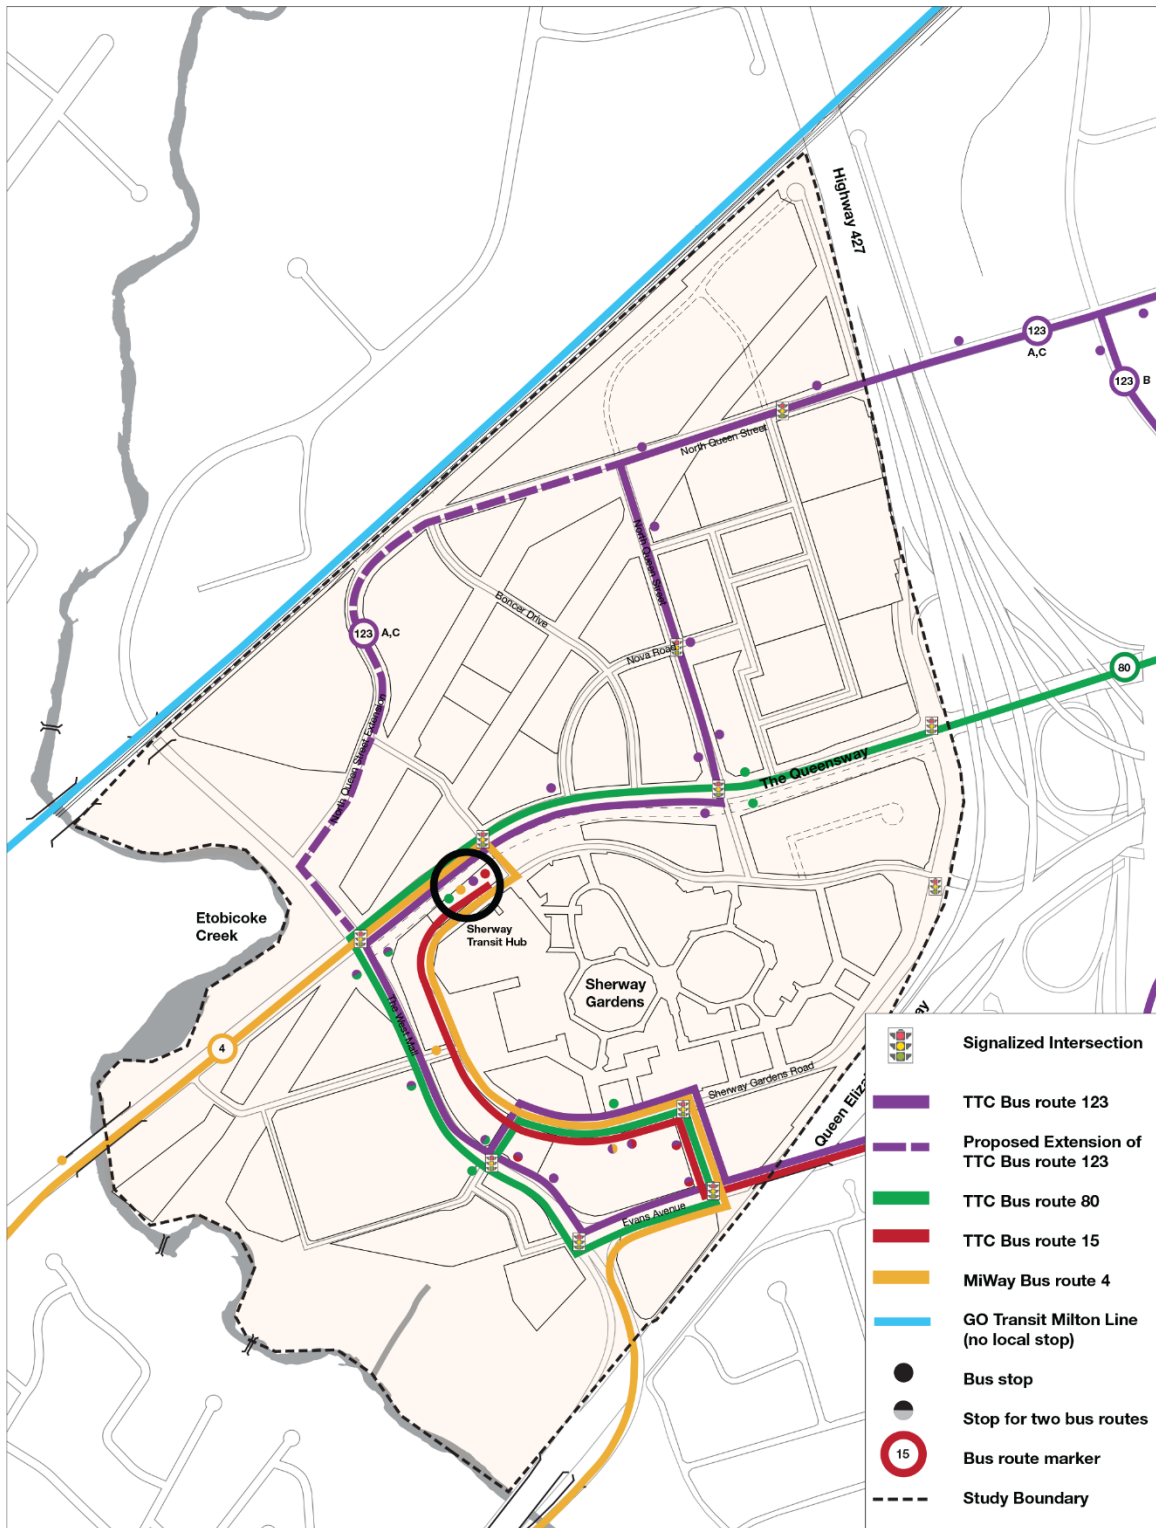 Highway 427
123
A,C
123 B
North Queen Street
North Queen Street
Boncer Drive
123 A,C
Nova Road
80
North Queen Street Extension
The Queensway
Etobicoke
Creek
Sherway
Transit Hub
Sherway
Gardens
The West Mall
4
Sherway Gardens Road
Queen Eliz
ay
Evans Avenue
Signalized Intersection
TTC Bus route 123
Proposed Extension of
TTC Bus route 123
TTC Bus route 80
TTC Bus route 15
MiWay Bus route 4
GO Transit Milton Line
(no local stop)
Bus stop
Stop for two bus routes
15
Bus route marker
Study Boundary